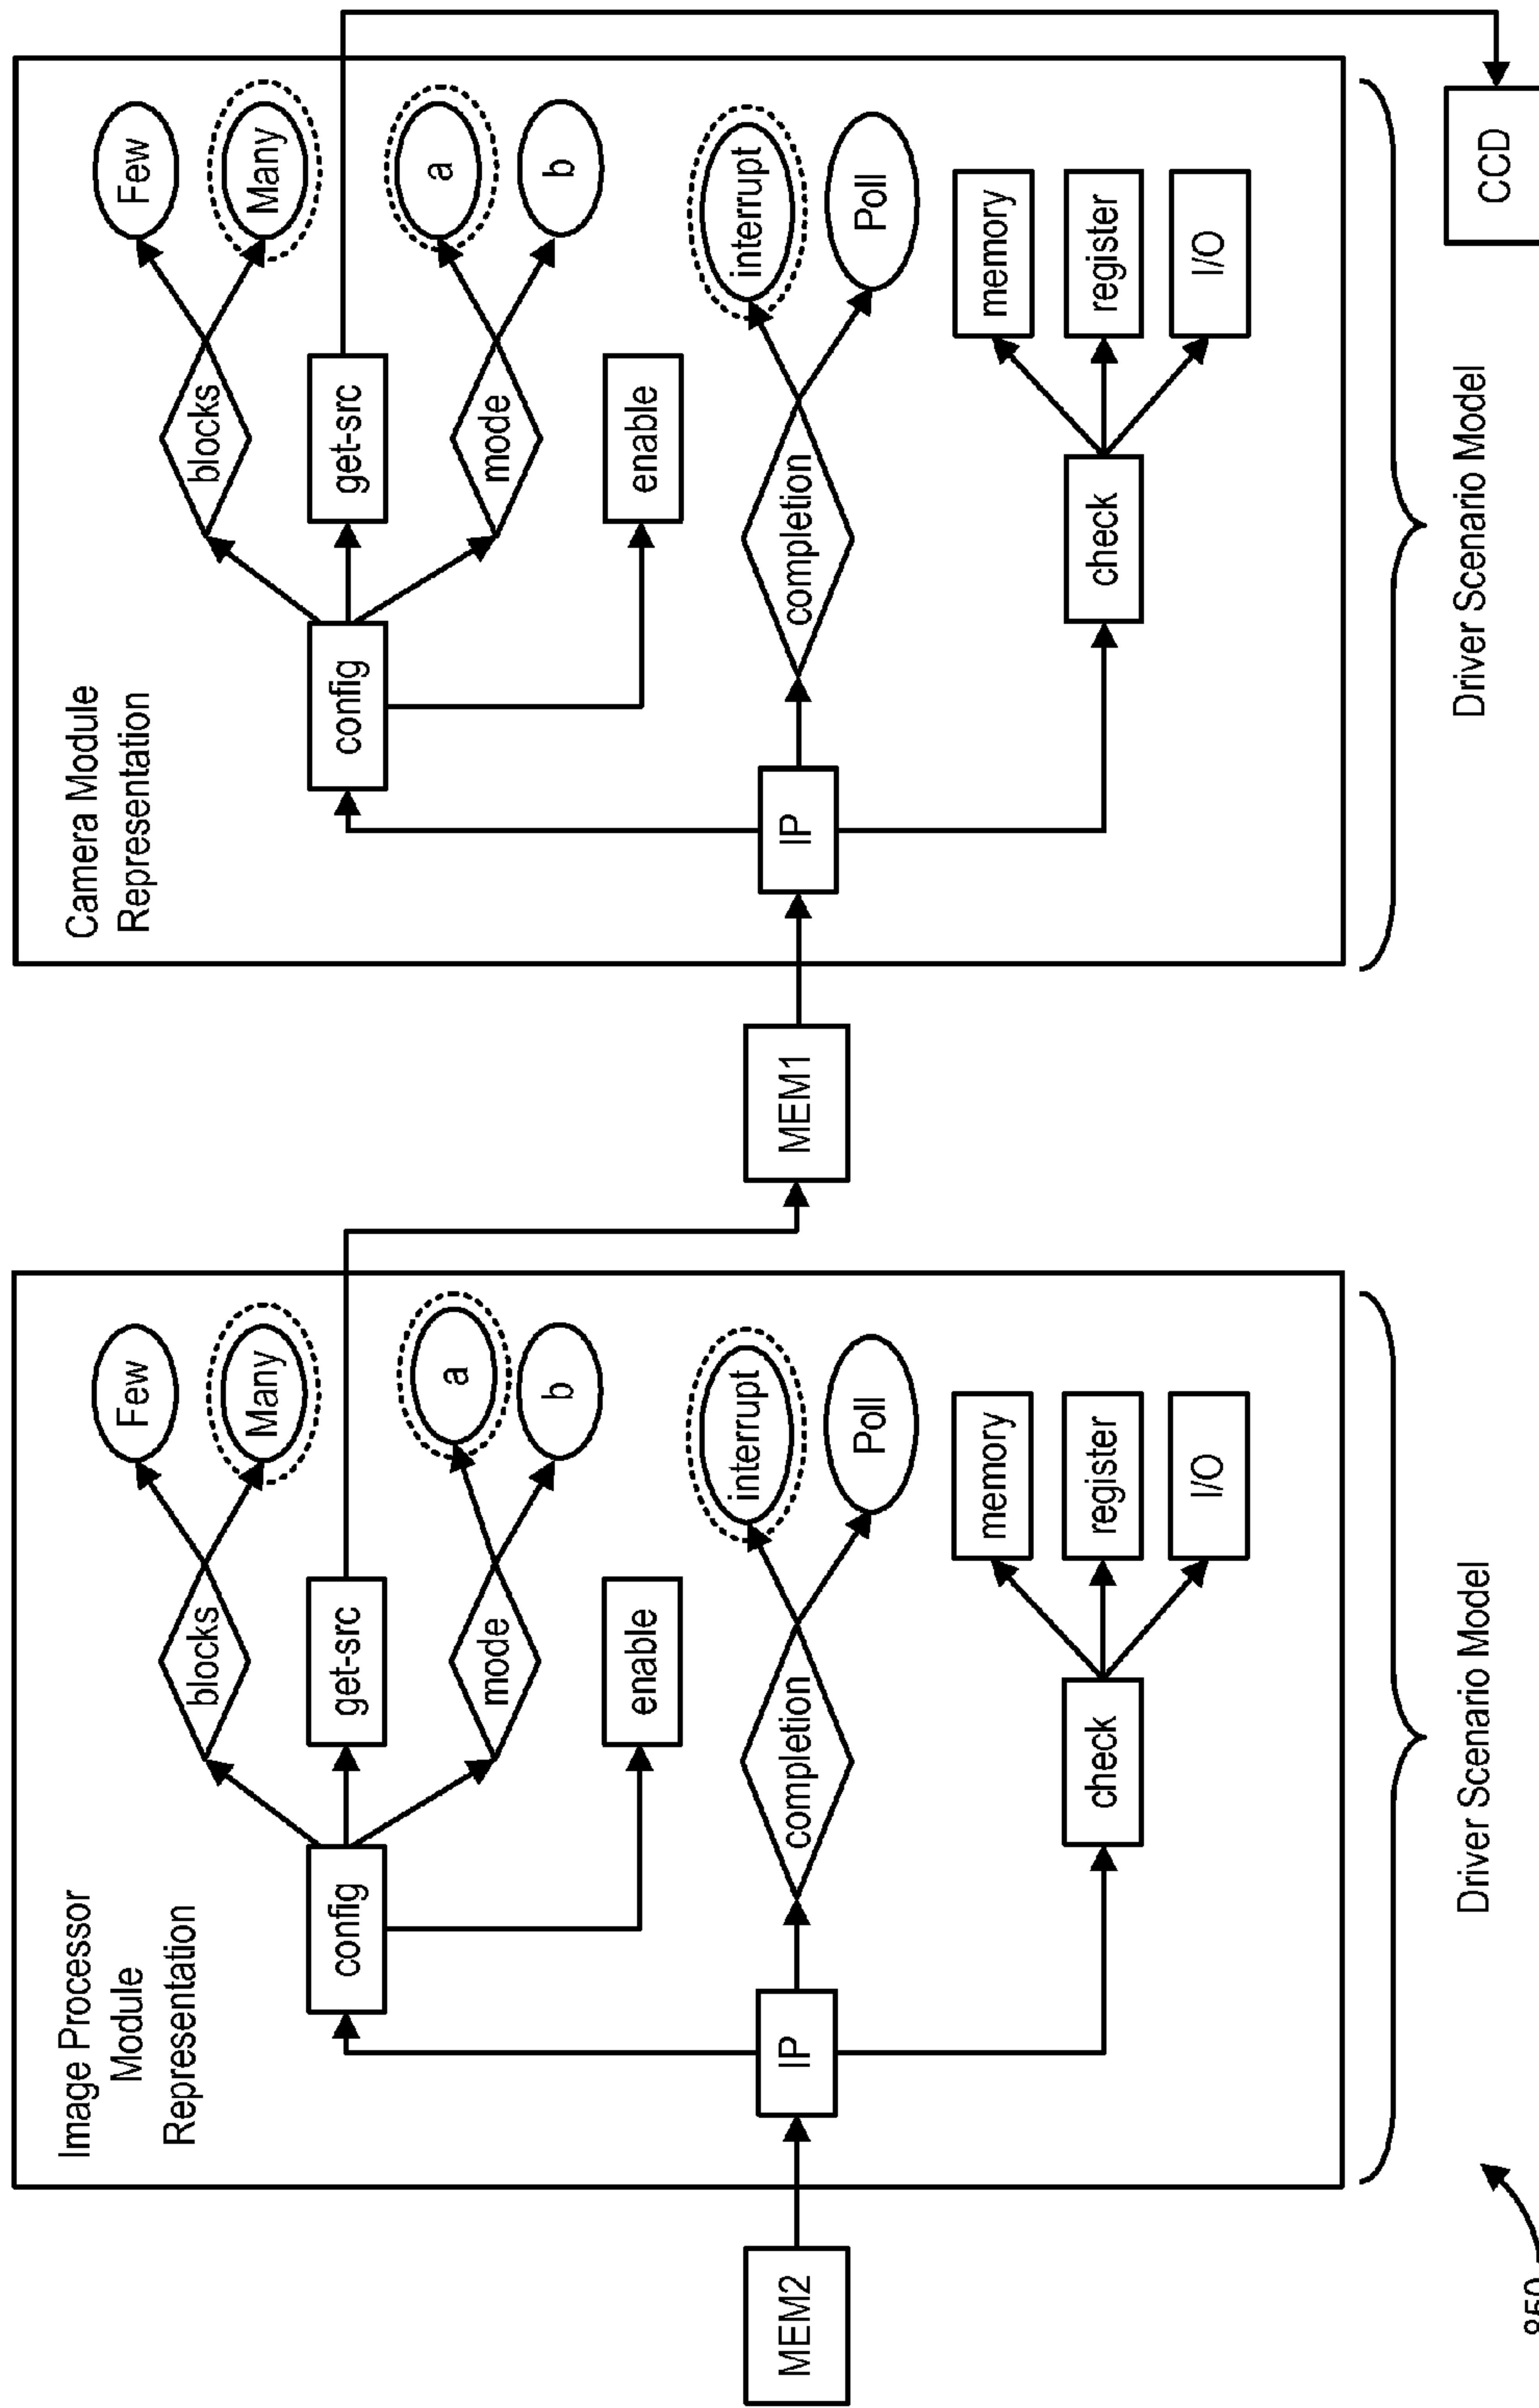 Image Processor
Module
Representation
MEM2
IP
config
blocks
Few
Many
get-src
mode
a
b
enable
completion
interrupt
Poll
check
memory
register
I/O
Driver Scenario Model
MEM1
Camera Module
Representation
IP
config
blocks
Few
Many
get-src
mode
a
b
enable
completion
interrupt
Poll
check
memory
register
I/O
Driver Scenario Model
CCD
850